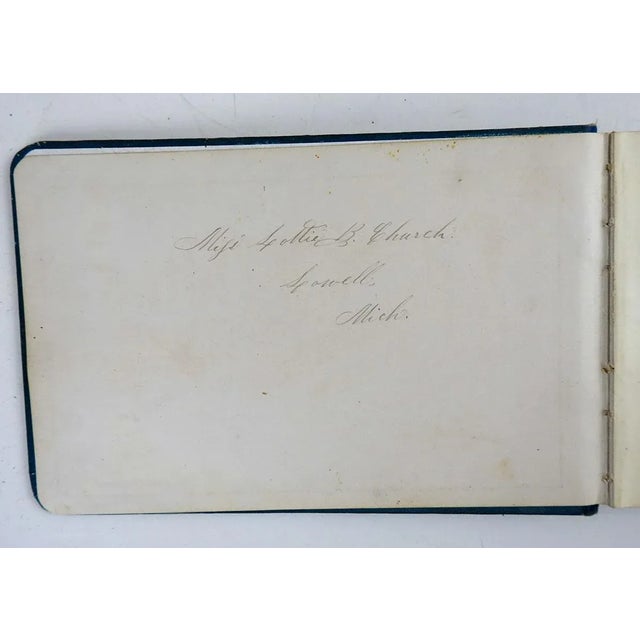 Miss Lottie B. Church.
Lowell,
Mich.